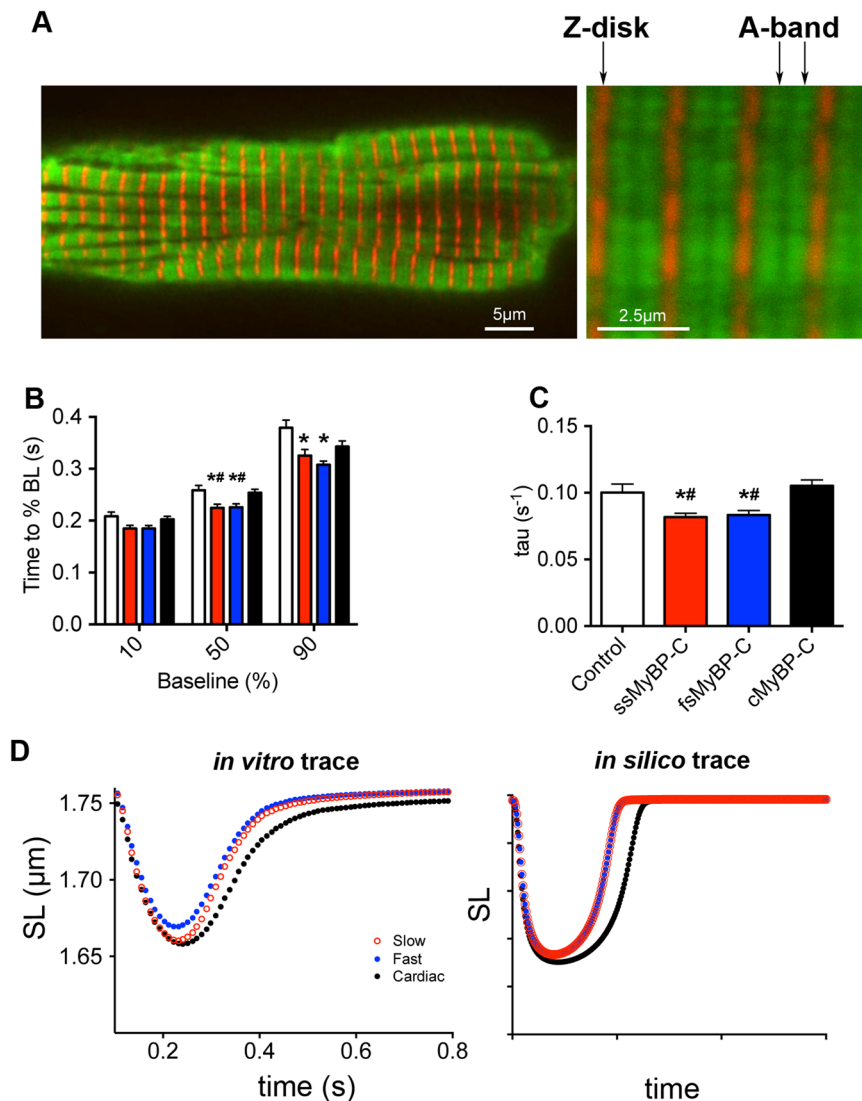 A
Z-disk A-band
5µm
2.5µm
B
Time to % BL (s)
0.4
0.3
0.2
0.1
0.0
*# *#
* *
10 50 90
Baseline (%)
C
tau (s-1)
0.15
0.10
0.05
0.00
*# *#
Control ssMyBP-C fsMyBP-C cMyBP-C
D
in vitro trace
SL (µm)
1.75
1.70
1.65
Slow
Fast
Cardiac
0.2 0.4 0.6 0.8
time (s)
in silico trace
SL
time